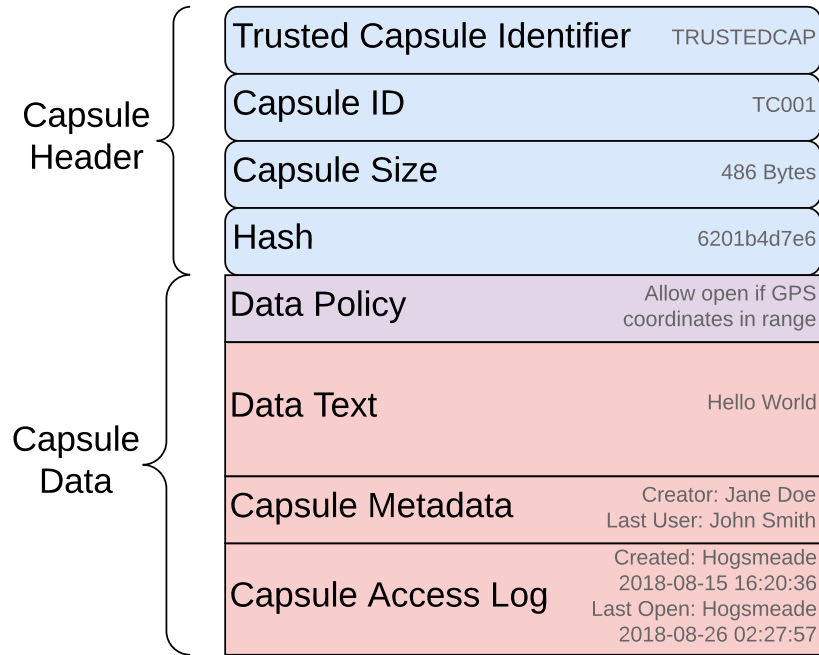 Capsule
Header
Trusted Capsule Identifier TRUSTEDCAP
Capsule ID TC001
Capsule Size 486 Bytes
Hash 6201b4d7e6
Capsule
Data
Data Policy
Allow open if GPS
coordinates in range
Data Text Hello World
Capsule Metadata
Creator: Jane Doe
Last User: John Smith
Capsule Access Log
Created: Hogsmeade
2018-08-15 16:20:36
Last Open: Hogsmeade
2018-08-26 02:27:57